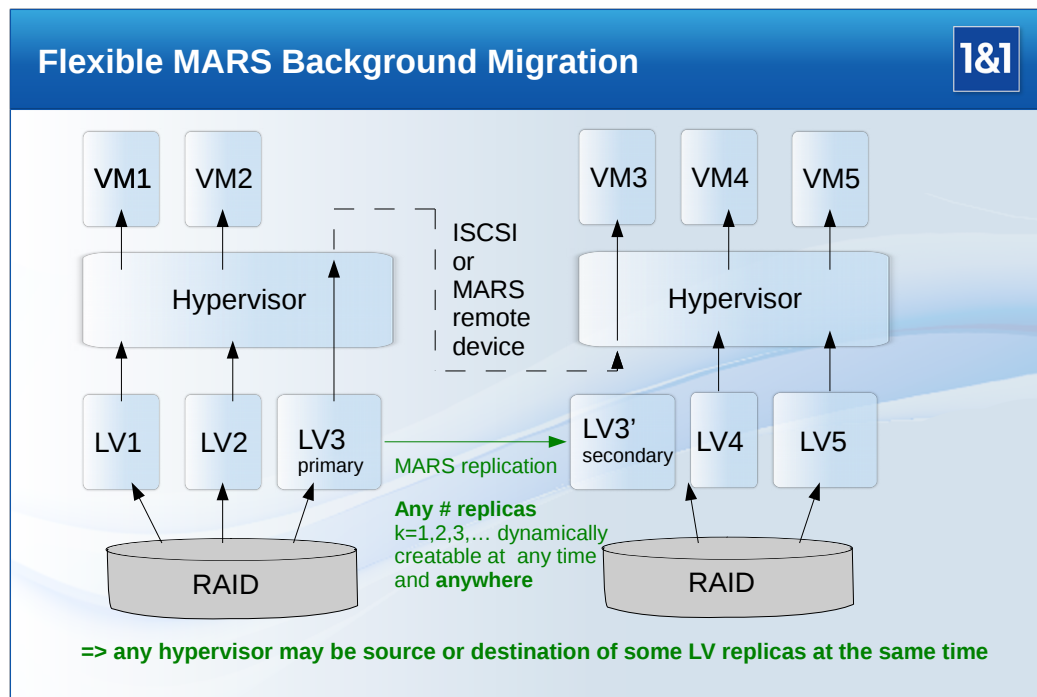 Flexible MARS Background Migration
1&1
VM1
VM2
VM3
VM4
VM5
ISCSI
or
MARS
remote
device
Hypervisor
Hypervisor
LV1
LV2
LV3
primary
LV3’
secondary
LV4
LV5
MARS replication
Any # replicas
k=1,2,3,… dynamically
creatable at any time
and anywhere
RAID
RAID
=> any hypervisor may be source or destination of some LV replicas at the same time